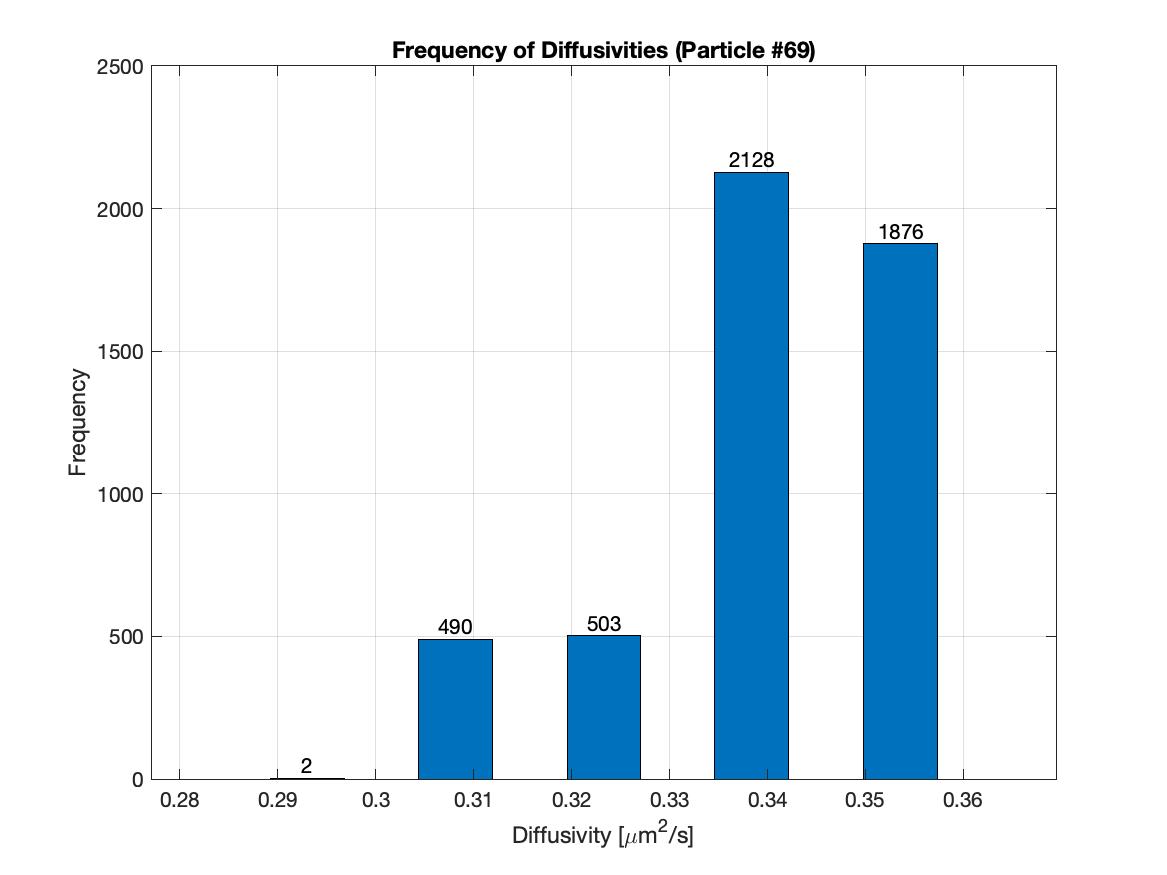 Frequency of Diffusivities (Particle #69)
2500
2000
1500
1000
500
0
Frequency
2
490
503
2128
1876
0.28 0.29 0.3 0.31 0.32 0.33 0.34 0.35 0.36
Diffusivity [μm²/s]